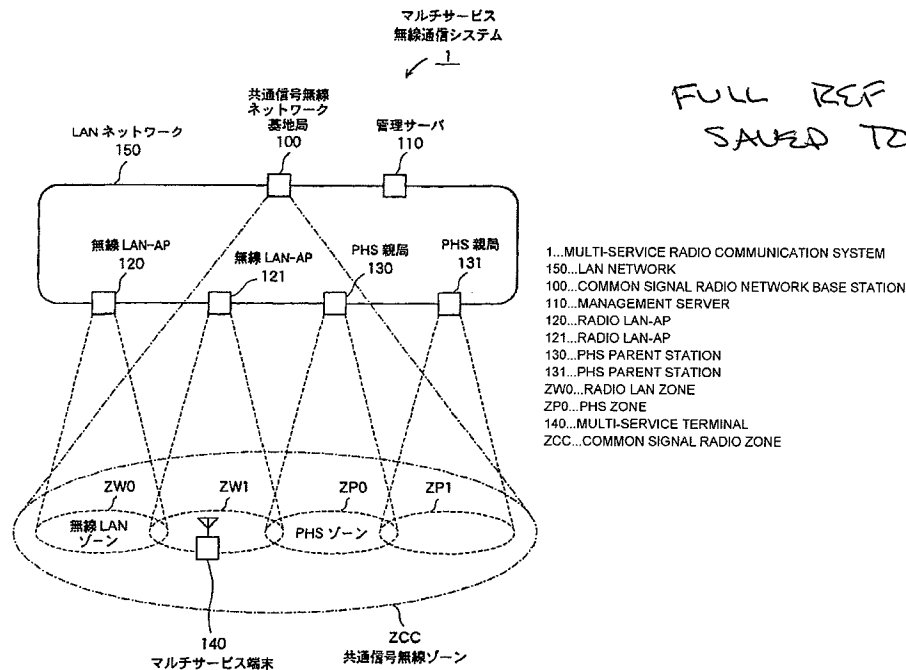 マルチサービス
無線通信システム
1
共通信号無線
ネットワーク
基地局
100
管理サーバ
110
LAN ネットワーク
150
FULL REF
SAVED TO
無線 LAN-AP
120
無線 LAN-AP
121
PHS 親局
130
PHS 親局
131
1...MULTI-SERVICE RADIO COMMUNICATION SYSTEM
150...LAN NETWORK
100...COMMON SIGNAL RADIO NETWORK BASE STATION
110...MANAGEMENT SERVER
120...RADIO LAN-AP
121...RADIO LAN-AP
130...PHS PARENT STATION
131...PHS PARENT STATION
ZW0...RADIO LAN ZONE
ZP0...PHS ZONE
140...MULTI-SERVICE TERMINAL
ZCC...COMMON SIGNAL RADIO ZONE
ZW0
ZW1
ZP0
ZP1
無線 LAN
ゾーン
PHS ゾーン
140
マルチサービス端末
ZCC
共通信号無線ゾーン